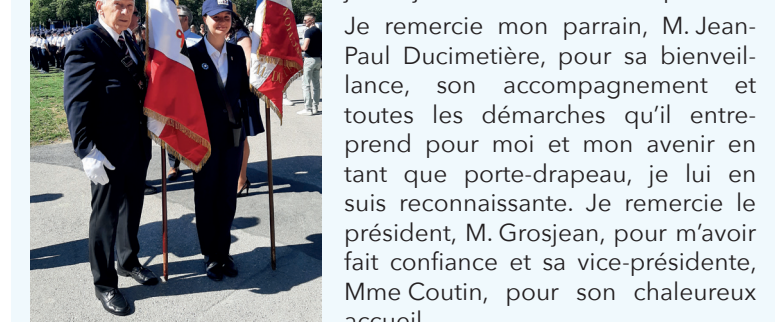 Je remercie mon parrain, M. Jean-
Paul Ducimetière, pour sa bienveil-
lance, son accompagnement et
toutes les démarches qu'il entre-
prend pour moi et mon avenir en
tant que porte-drapeau, je lui en
suis reconnaissante. Je remercie le
président, M. Grosjean, pour m'avoir
fait confiance et sa vice-présidente,
Mme Coutin, pour son chaleureux
accueil